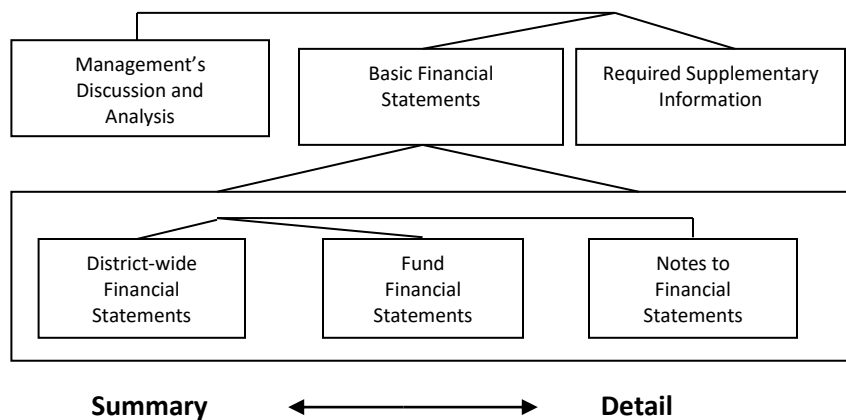 Management’s
Discussion and
Analysis
Basic Financial
Statements
Required Supplementary
Information
District-wide
Financial
Statements
Fund
Financial
Statements
Notes to
Financial
Statements
Summary
Detail